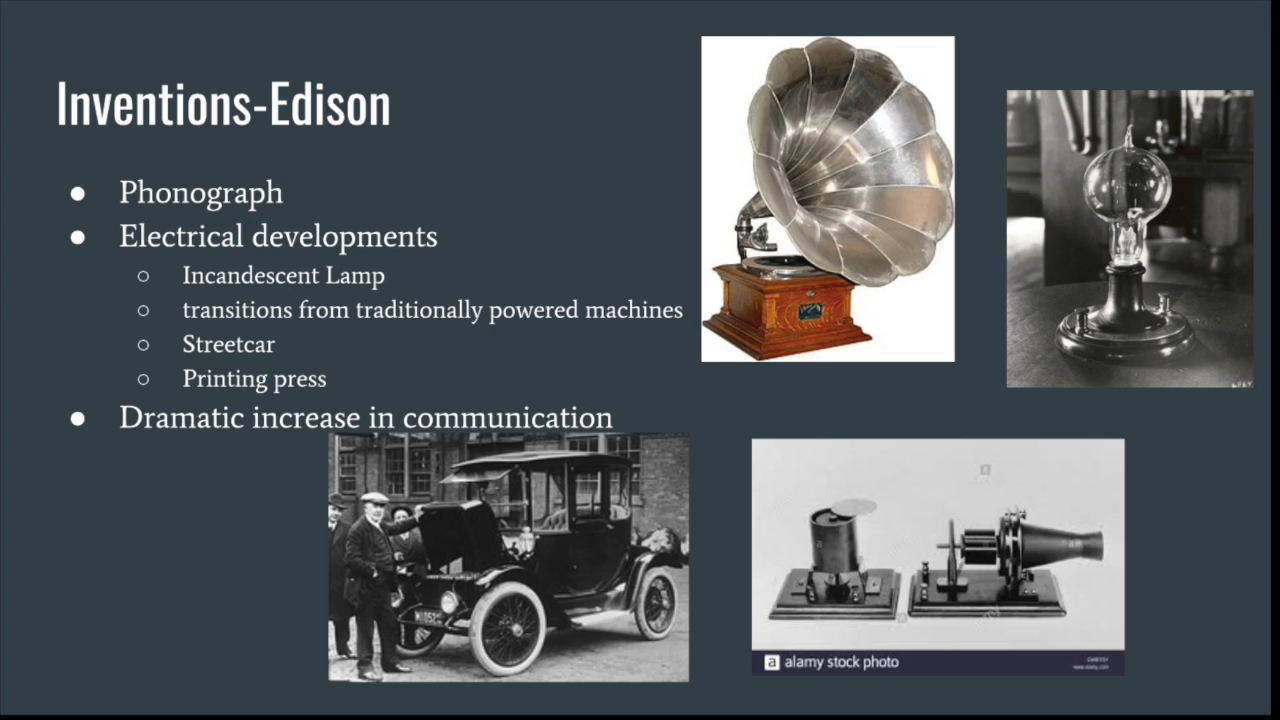 Inventions-Edison
Phonograph
Electrical developments
Incandescent Lamp
transitions from traditionally powered machines
Streetcar
Printing press
Dramatic increase in communication
a alamy stock photo